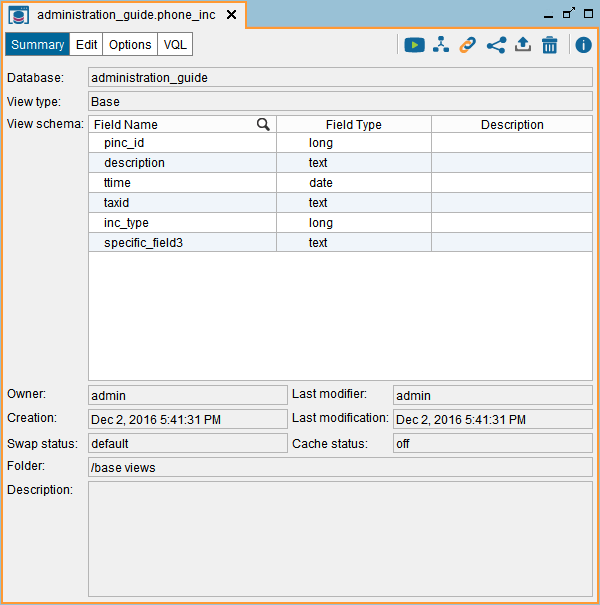 administration_guide.phone_inc
Summary Edit Options VQL
Database: administration_guide
View type: Base
View schema: Field Name Field Type Description
pinc_id long
description text
ttime date
taxid text
inc_type long
specific_field3 text
Owner: admin Last modifier: admin
Creation: Dec 2, 2016 5:41:31 PM Last modification: Dec 2, 2016 5:41:31 PM
Swap status: default Cache status: off
Folder: /base views
Description: